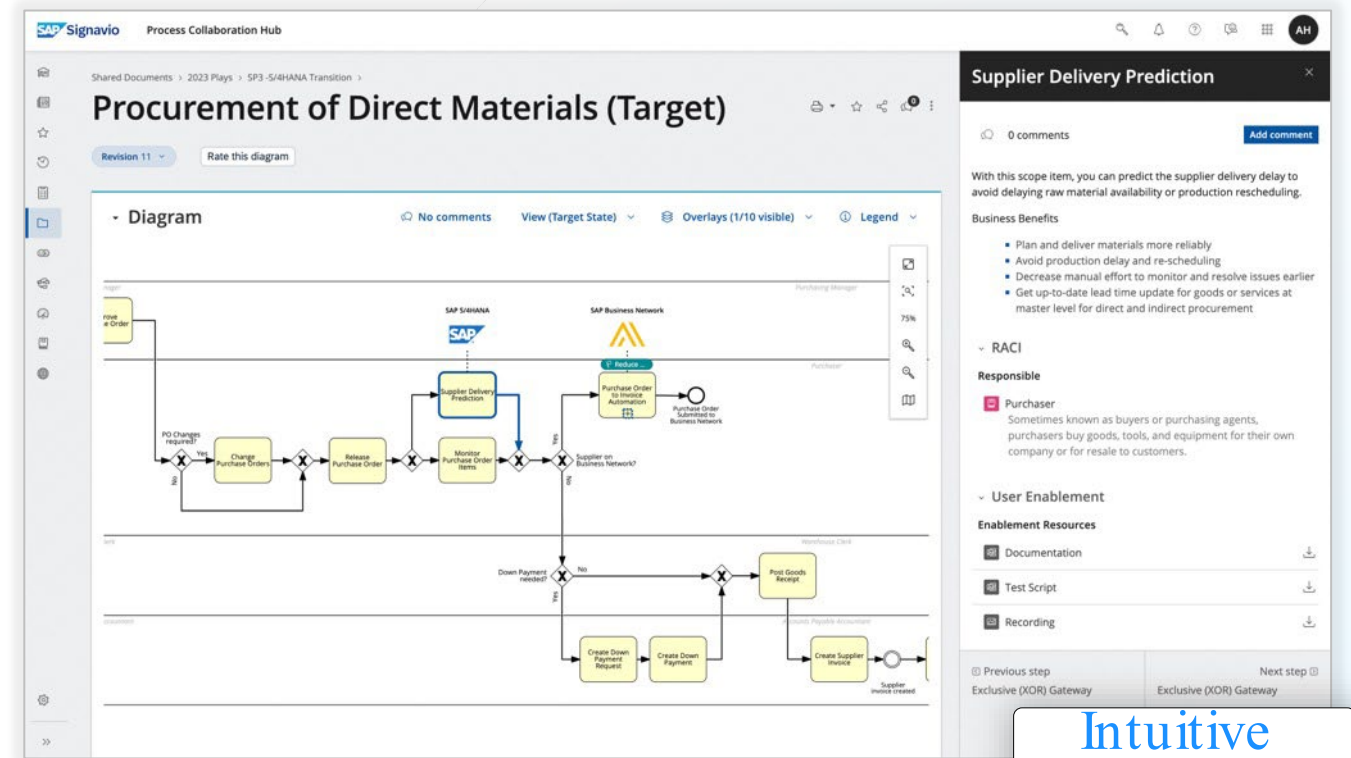 SAP Signavio
Process Collaboration Hub
AH
Shared Documents > 2023 Plays > SP3 -S/4HANA Transition >
Procurement of Direct Materials (Target)
0
Revision 11
Rate this diagram
Diagram
No comments
View (Target State)
Overlays (1/10 visible)
Legend
75%
Purchasing Manager
rove
e Order
SAP S/4HANA
SAP
SAP Business Network
Purchaser
Reduce ...
Supplier Delivery
Prediction
Purchase Order
to Invoice
Automation
Purchase Order
Submitted to
Business Network
PO Changes
required?
Yes
No
Change
Purchase Orders
Release
Purchase Order
Monitor
Purchase Order
Items
Yes
Supplier on
Business Network?
No
Warehouse Clerk
Down Payment
needed?
No
Yes
Post Goods
Receipt
Accounts Payable Accountant
Create Down
Payment
Request
Create Down
Payment
Create Supplier
Invoice
Supplier
invoice created
Supplier Delivery Prediction
0 comments
Add comment
With this scope item, you can predict the supplier delivery delay to
avoid delaying raw material availability or production rescheduling.
Business Benefits
Plan and deliver materials more reliably
Avoid production delay and re-scheduling
Decrease manual effort to monitor and resolve issues earlier
Get up-to-date lead time update for goods or services at
master level for direct and indirect procurement
RACI
Responsible
Purchaser
Sometimes known as buyers or purchasing agents,
purchasers buy goods, tools, and equipment for their own
company or for resale to customers.
User Enablement
Enablement Resources
Documentation
Test Script
Recording
Previous step
Exclusive (XOR) Gateway
Next step
Exclusive (XOR) Gateway
Intuitive